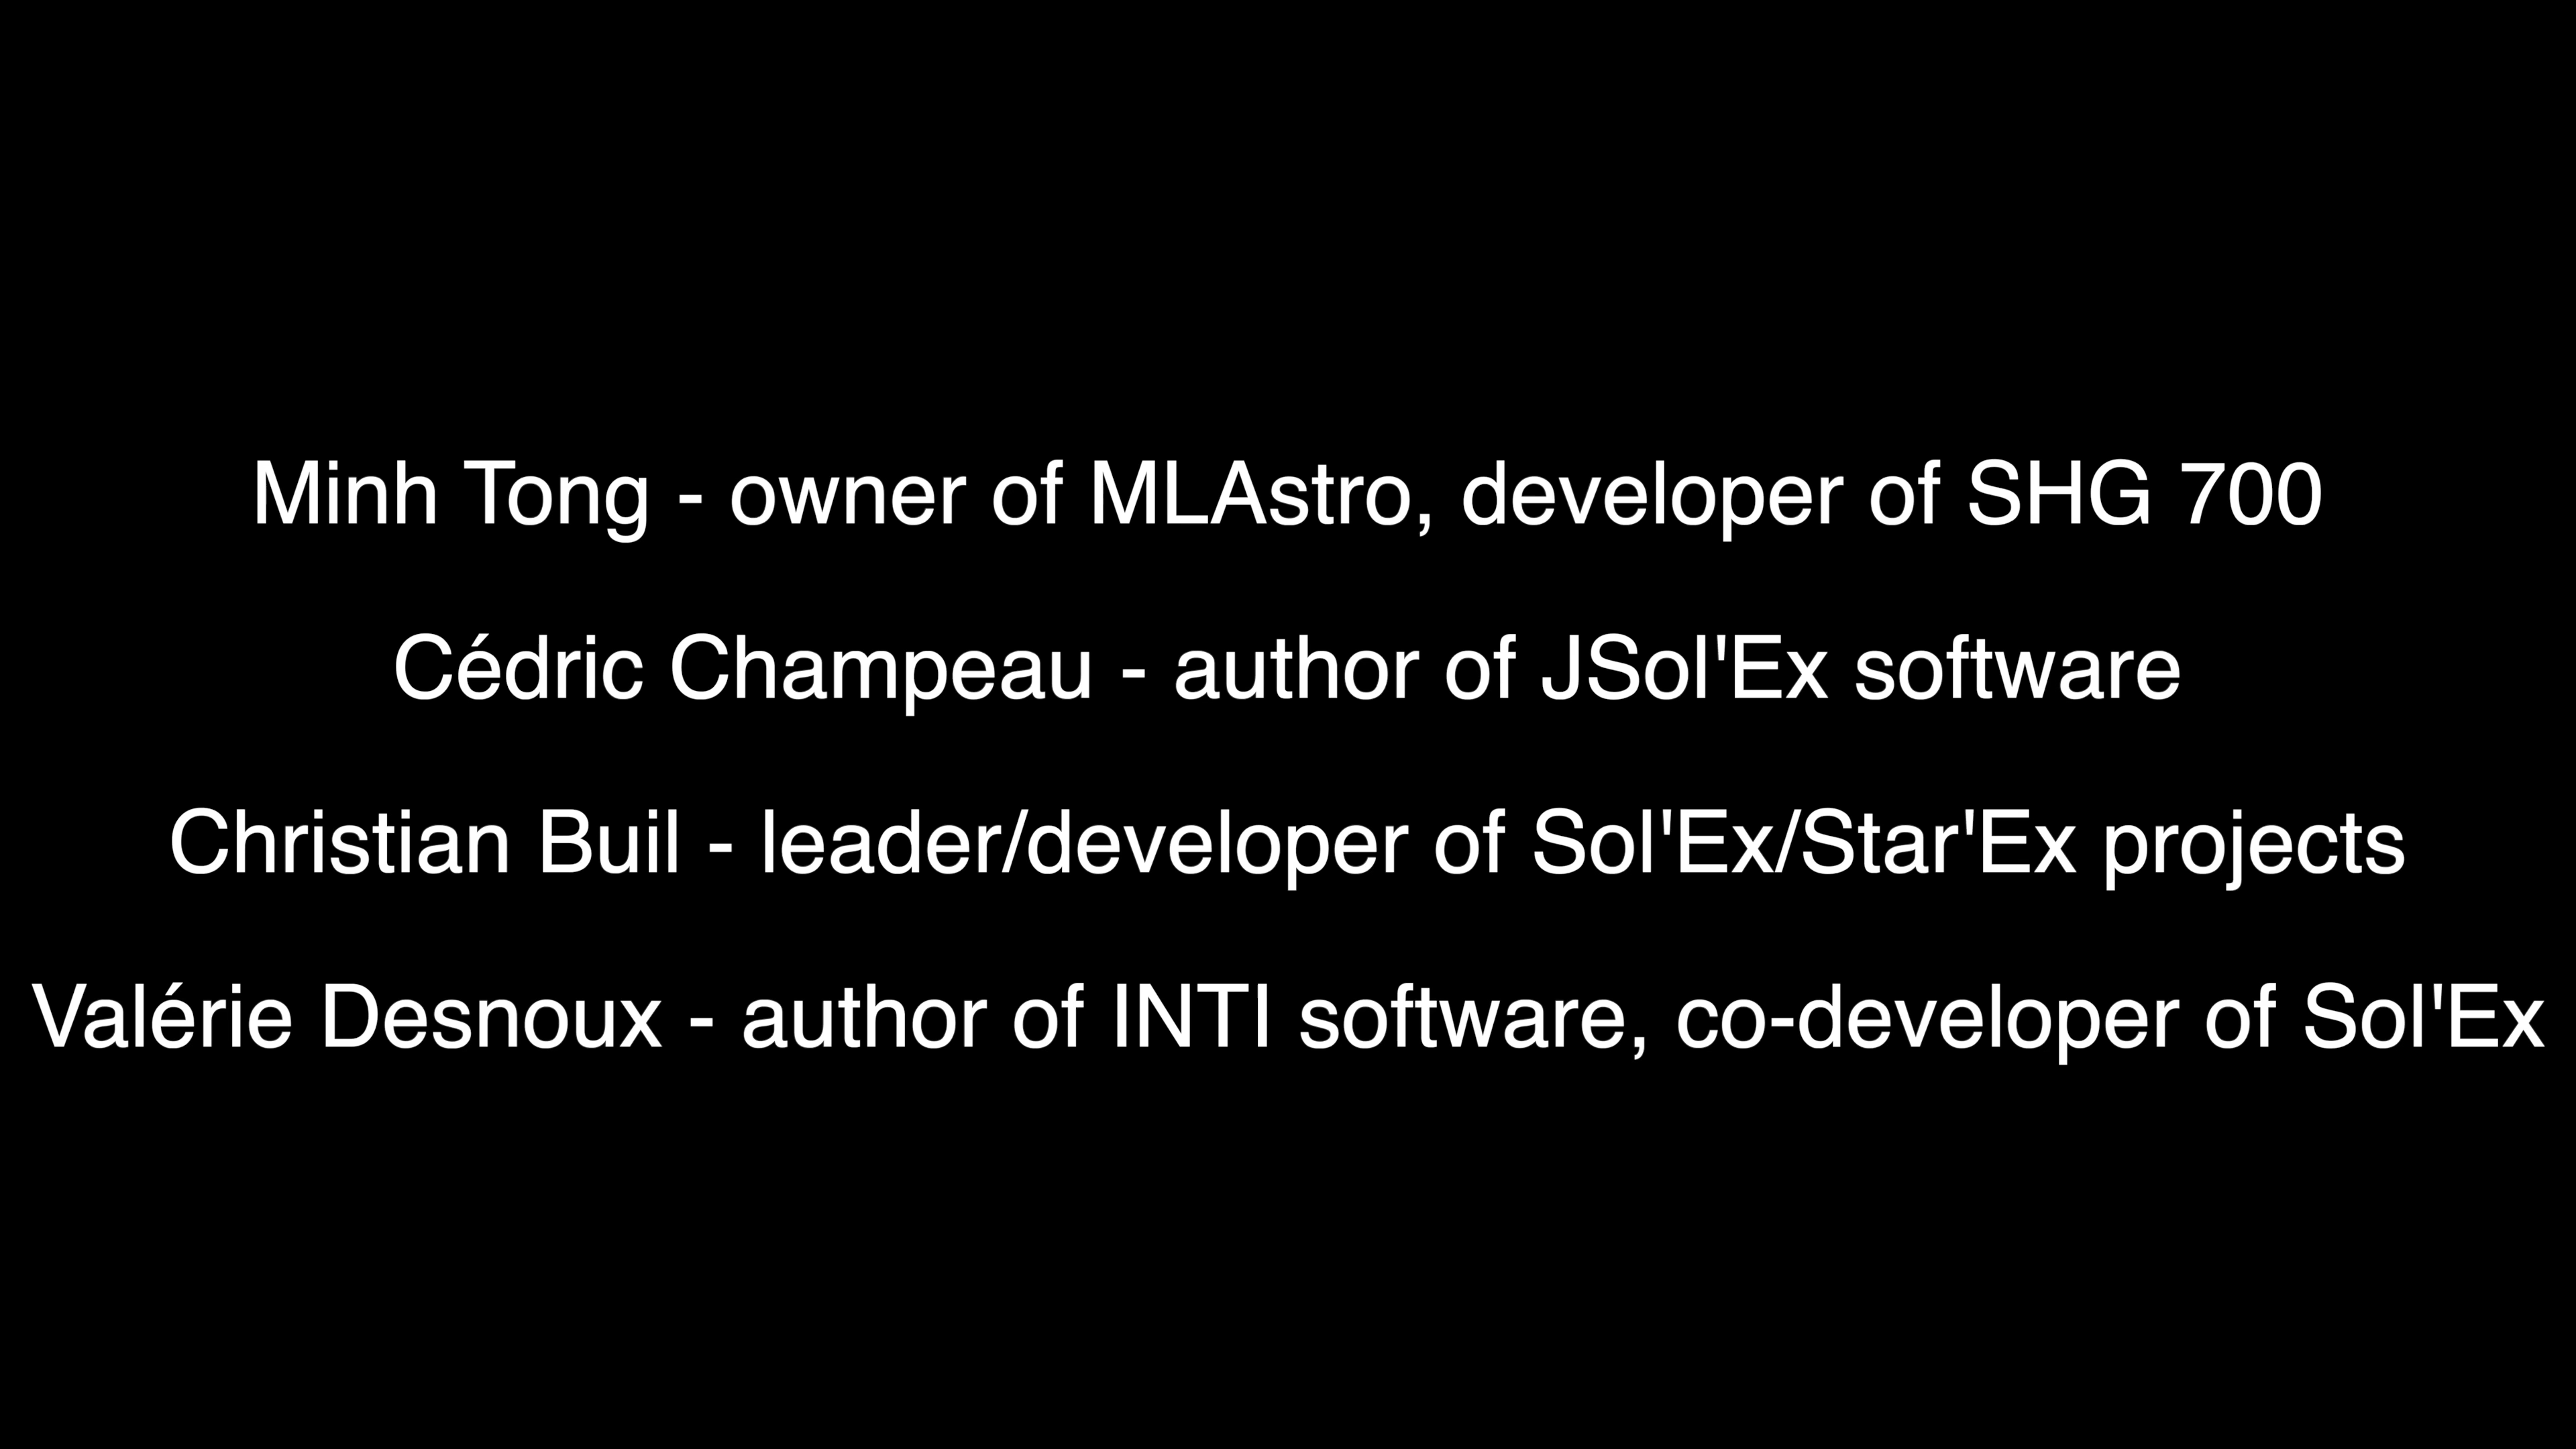 Minh Tong - owner of MLAstro, developer of SHG 700
Cédric Champeau - author of JSol'Ex software
Christian Buil - leader/developer of Sol'Ex/Star'Ex projects
Valérie Desnoux - author of INTI software, co-developer of Sol'Ex